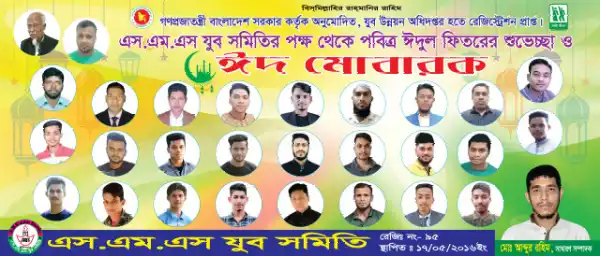 বিসমিল্লাহির রাহমানির রাহিম
গণপ্রজাতন্ত্রী বাংলাদেশ সরকার কর্তৃক অনুমোদিত, যুব উন্নয়ন অধিদপ্তর হতে রেজিস্ট্রেশন প্রাপ্ত।
এস.এম.এস যুব সমিতির পক্ষ থেকে পবিত্র ঈদুল ফিতরের শুভেচ্ছা ও
ঈদ মোবারক
এস.এম.এস যুব সমিতি
রেজিঃ নং- ৯৫
স্থাপিত : ১৭/০৫/২০১৬ইং
মোঃ আব্দুর রহিম, সাধারণ সম্পাদক